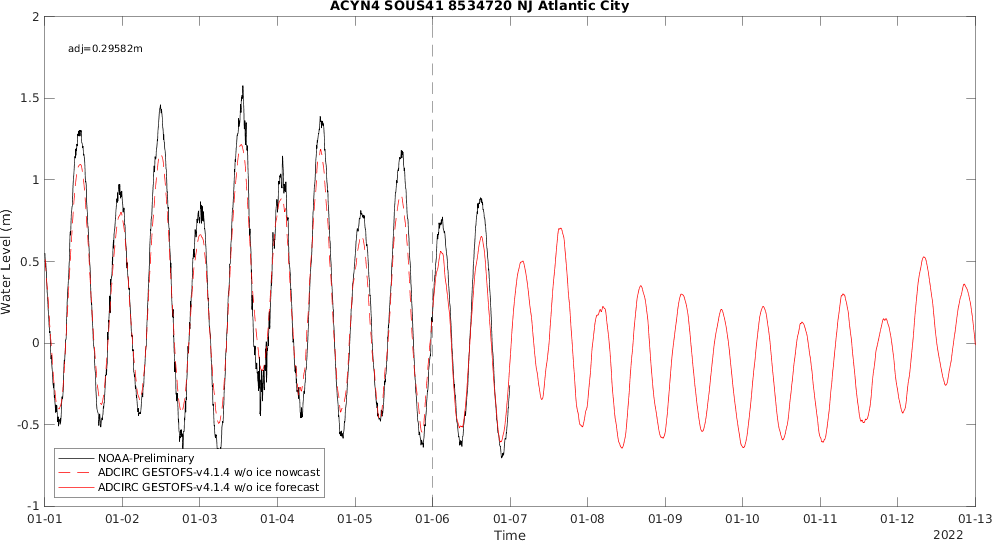 ACYN4 SOUS41 8534720 NJ Atlantic City
adj=0.29582m
2
1.5
1
0.5
0
-0.5
-1
Water Level (m)
NOAA-Preliminary
ADCIRC GESTOFS-v4.1.4 w/o ice nowcast
ADCIRC GESTOFS-v4.1.4 w/o ice forecast
01-01 01-02 01-03 01-04 01-05 01-06 01-07 01-08 01-09 01-10 01-11 01-12 01-13
Time
2022